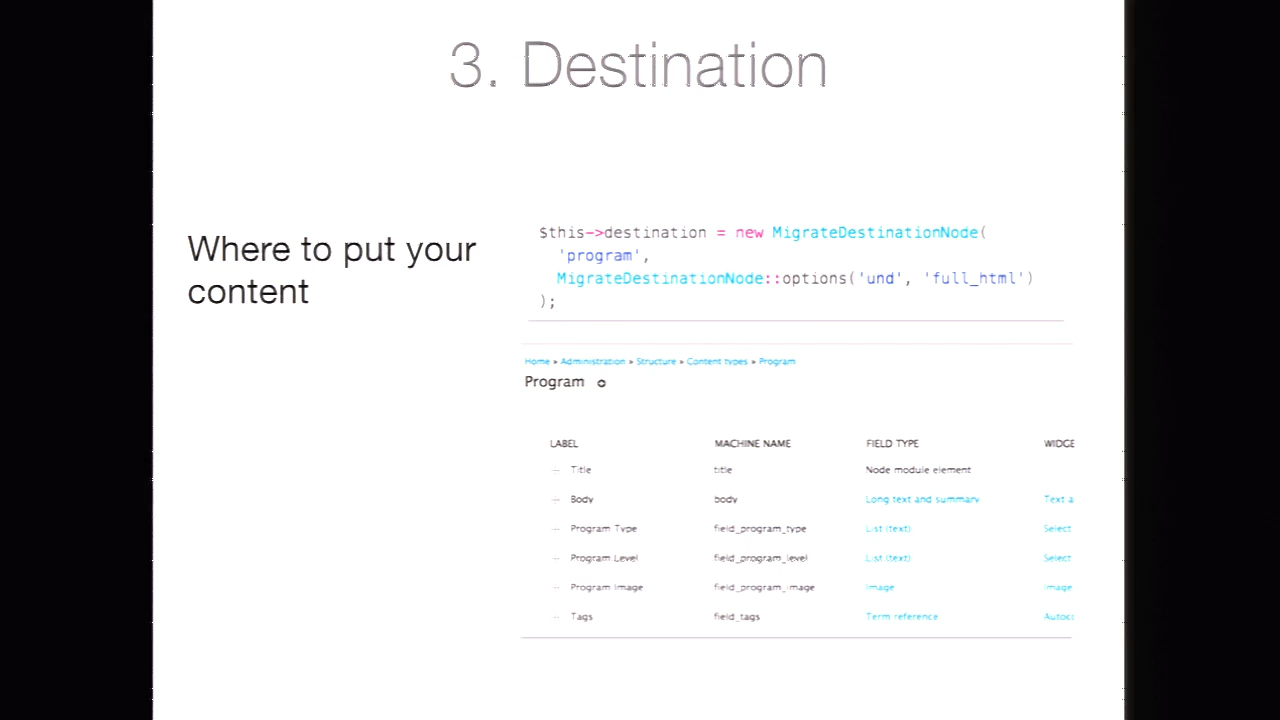 3. Destination
Where to put your
content
$this->destination = new MigrateDestinationNode(
'program',
MigrateDestinationNode::options('und', 'full_html')
);
Home » Administration » Structure » Content types » Program
Program
LABEL MACHINE NAME FIELD TYPE WIDGE
Title title Node module element
Body body Long text and summary Text a
Program Type field_program_type List (text) Select
Program Level field_program_level List (text) Select
Program Image field_program_image Image Image
Tags field_tags Term reference Autoc